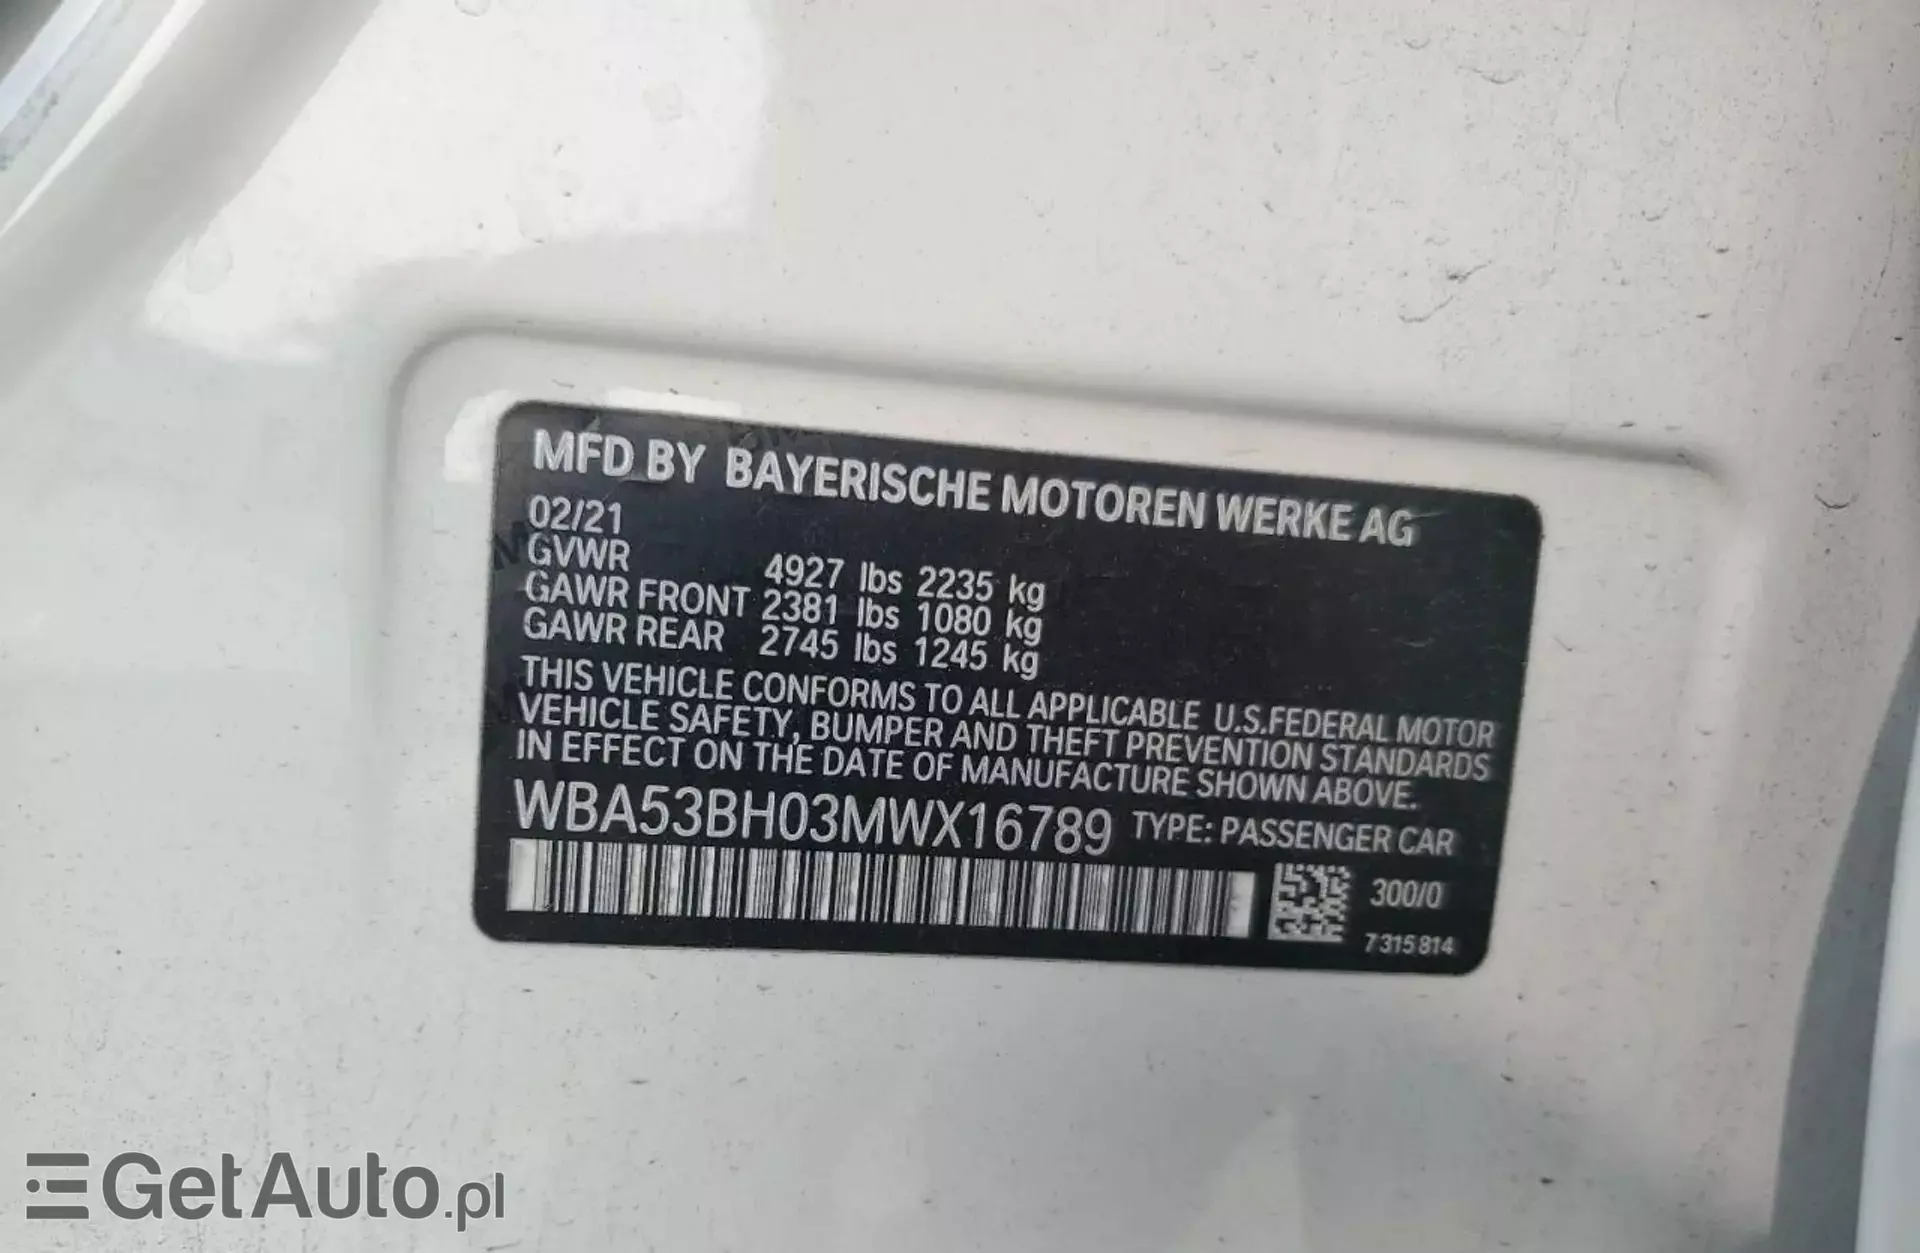 MFD BY BAYERISCHE MOTOREN WERKE AG
02/21
GVWR 4927 lbs 2235 kg
GAWR FRONT 2381 lbs 1080 kg
GAWR REAR 2745 lbs 1245 kg
THIS VEHICLE CONFORMS TO ALL APPLICABLE U.S.FEDERAL MOTOR
VEHICLE SAFETY, BUMPER AND THEFT PREVENTION STANDARDS
IN EFFECT ON THE DATE OF MANUFACTURE SHOWN ABOVE.
WBA53BH03MWX16789 TYPE: PASSENGER CAR
300/0
7315814
GetAuto.pl